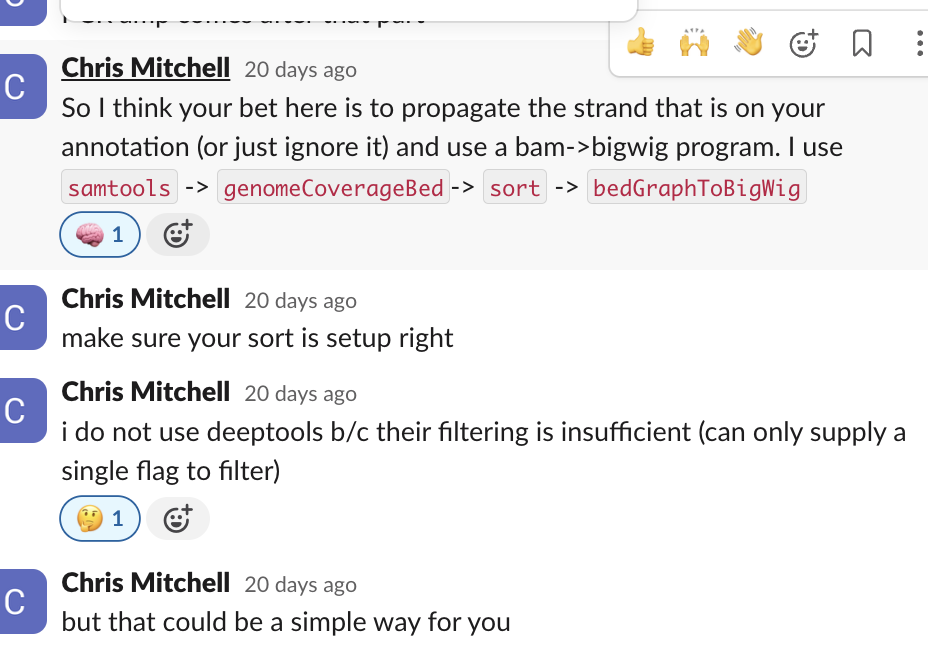 C
Chris Mitchell 20 days ago
So I think your bet here is to propagate the strand that is on your
annotation (or just ignore it) and use a bam->bigwig program. I use
samtools -> genomeCoverageBed-> sort -> bedGraphToBigWig
1
C
Chris Mitchell 20 days ago
make sure your sort is setup right
C
Chris Mitchell 20 days ago
i do not use deeptools b/c their filtering is insufficient (can only supply a
single flag to filter)
1
C
Chris Mitchell 20 days ago
but that could be a simple way for you